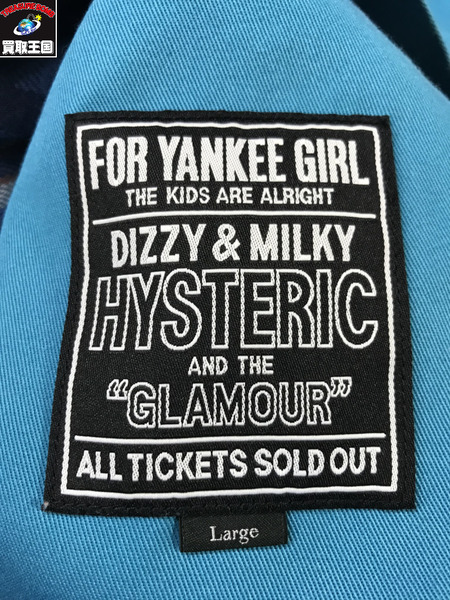 買取王国
FOR YANKEE GIRL
THE KIDS ARE ALRIGHT
DIZZY & MILKY
HYSTERIC
AND THE
“GLAMOUR”
ALL TICKETS SOLD OUT
Large